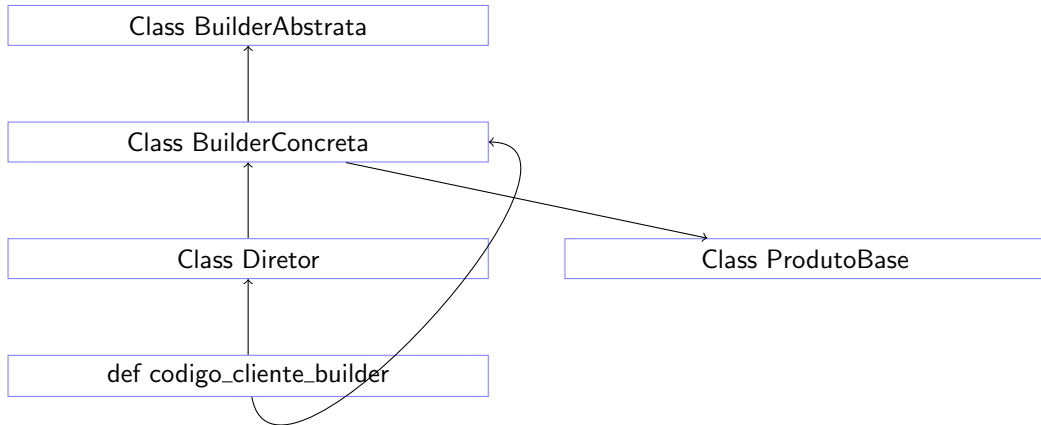 Class BuilderAbstrata
Class BuilderConcreta
Class Diretor
Class ProdutoBase
def codigo_cliente_builder